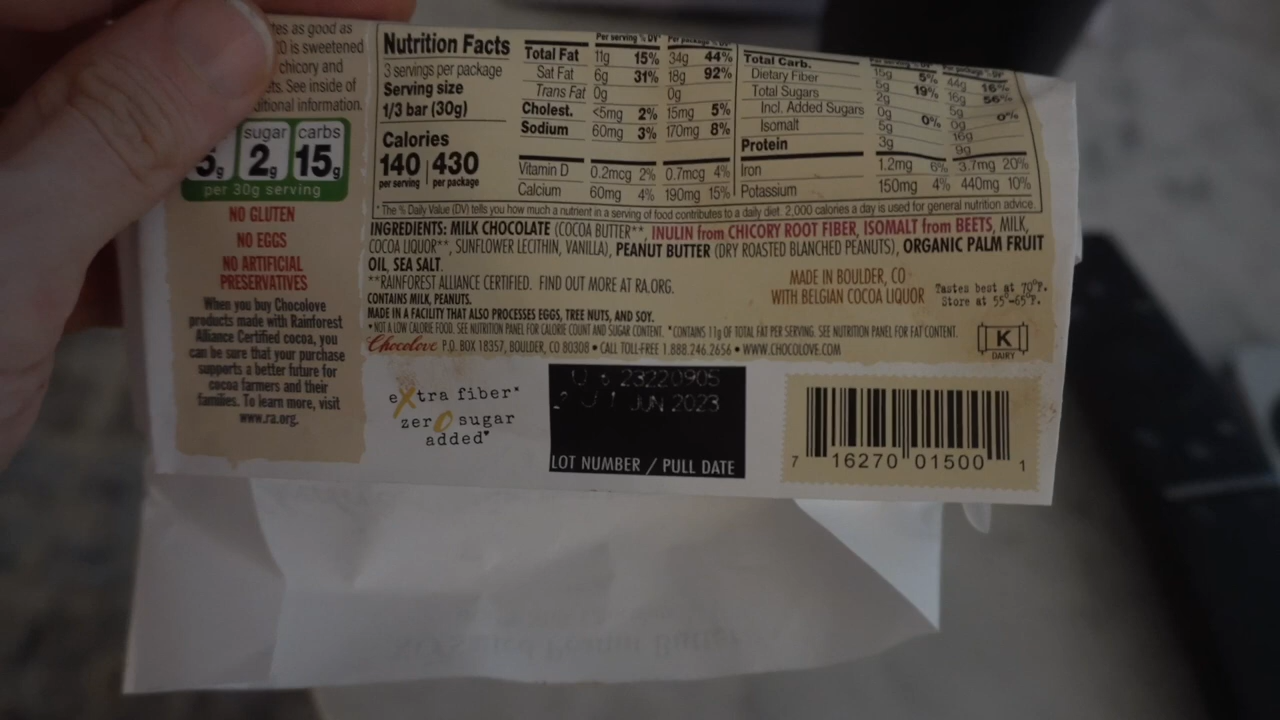 tes as good as
O is sweetened
chicory and
ets. See inside of
ditional information.
sugar carbs
5g 2g 15g
per 30g serving
NO GLUTEN
NO EGGS
NO ARTIFICIAL
PRESERVATIVES
When you buy Chocolove
products made with Rainforest
Alliance Certified cocoa, you
can be sure that your purchase
supports a better future for
cocoa farmers and their
families. To learn more, visit
www.ra.org.
Nutrition Facts
3 servings per package
Serving size
1/3 bar (30g)
Calories
140 430
per serving per package
Per serving % DV* Per package % DV*
Total Fat 11g 15% 34g 44%
Sat Fat 6g 31% 18g 92%
Trans Fat 0g 0g
Cholest. <5mg 2% 15mg 5%
Sodium 60mg 3% 170mg 8%
Vitamin D 0.2mcg 2% 0.7mcg 4%
Calcium 60mg 4% 190mg 15%
Per serving % DV* Per package % DV*
Total Carb. 15g 5% 44g 16%
Dietary Fiber 5g 19% 16g 56%
Total Sugars 2g 5g
Incl. Added Sugars 0g 0% 0g 0%
Isomalt 5g 16g
Protein 3g 9g
Iron 1.2mg 6% 3.7mg 20%
Potassium 150mg 4% 440mg 10%
*The % Daily Value (DV) tells you how much a nutrient in a serving of food contributes to a daily diet. 2,000 calories a day is used for general nutrition advice.
INGREDIENTS: MILK CHOCOLATE (COCOA BUTTER**, INULIN from CHICORY ROOT FIBER, ISOMALT from BEETS, MILK,
COCOA LIQUOR**, SUNFLOWER LECITHIN, VANILLA), PEANUT BUTTER (DRY ROASTED BLANCHED PEANUTS), ORGANIC PALM FRUIT
OIL, SEA SALT.
**RAINFOREST ALLIANCE CERTIFIED. FIND OUT MORE AT RA.ORG.
CONTAINS MILK, PEANUTS.
MADE IN A FACILITY THAT ALSO PROCESSES EGGS, TREE NUTS, AND SOY.
MADE IN BOULDER, CO
WITH BELGIAN COCOA LIQUOR
Tastes best at 70°F.
Store at 55°-65°F.
♥NOT A LOW CALORIE FOOD. SEE NUTRITION PANEL FOR CALORIE COUNT AND SUGAR CONTENT. *CONTAINS 11g OF TOTAL FAT PER SERVING. SEE NUTRITION PANEL FOR FAT CONTENT.
Chocolove P.O. BOX 18357, BOULDER, CO 80308 • CALL TOLL-FREE 1.888.246.2656 • WWW.CHOCOLOVE.COM
K
DAIRY
eXtra fiber*
zerO sugar
added♥
23220905
JUN 2023
LOT NUMBER / PULL DATE
7 16270 01500 1